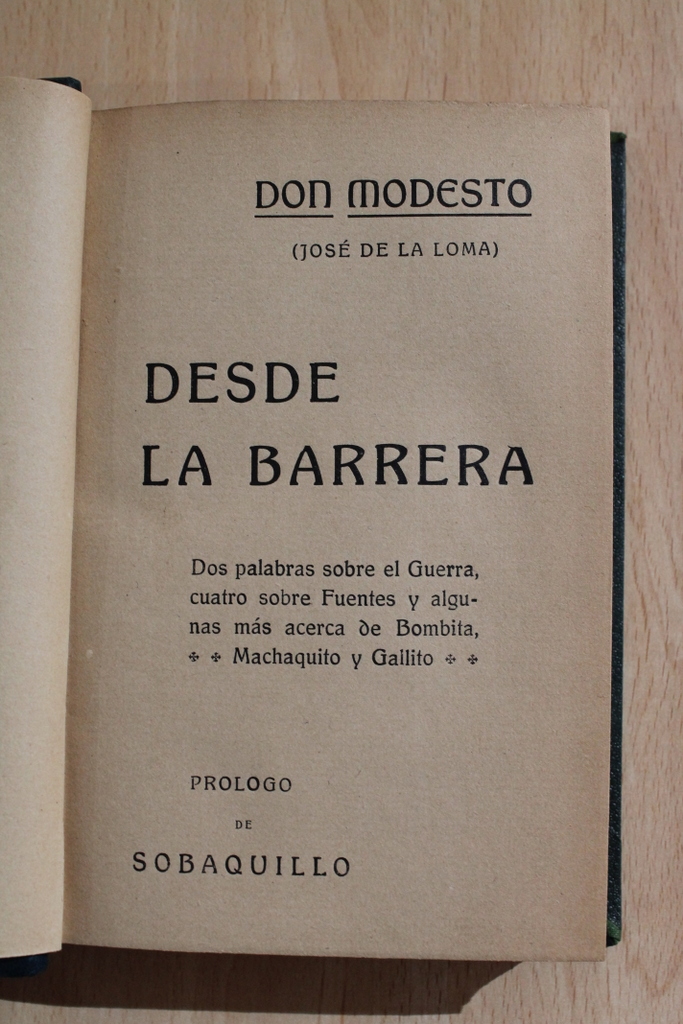 DON MODESTO
(JOSÉ DE LA LOMA)
DESDE
LA BARRERA
Dos palabras sobre el Guerra,
cuatro sobre Fuentes y algu-
nas más acerca de Bombita,
Machaquito y Gallito
PROLOGO
DE
SOBAQUILLO